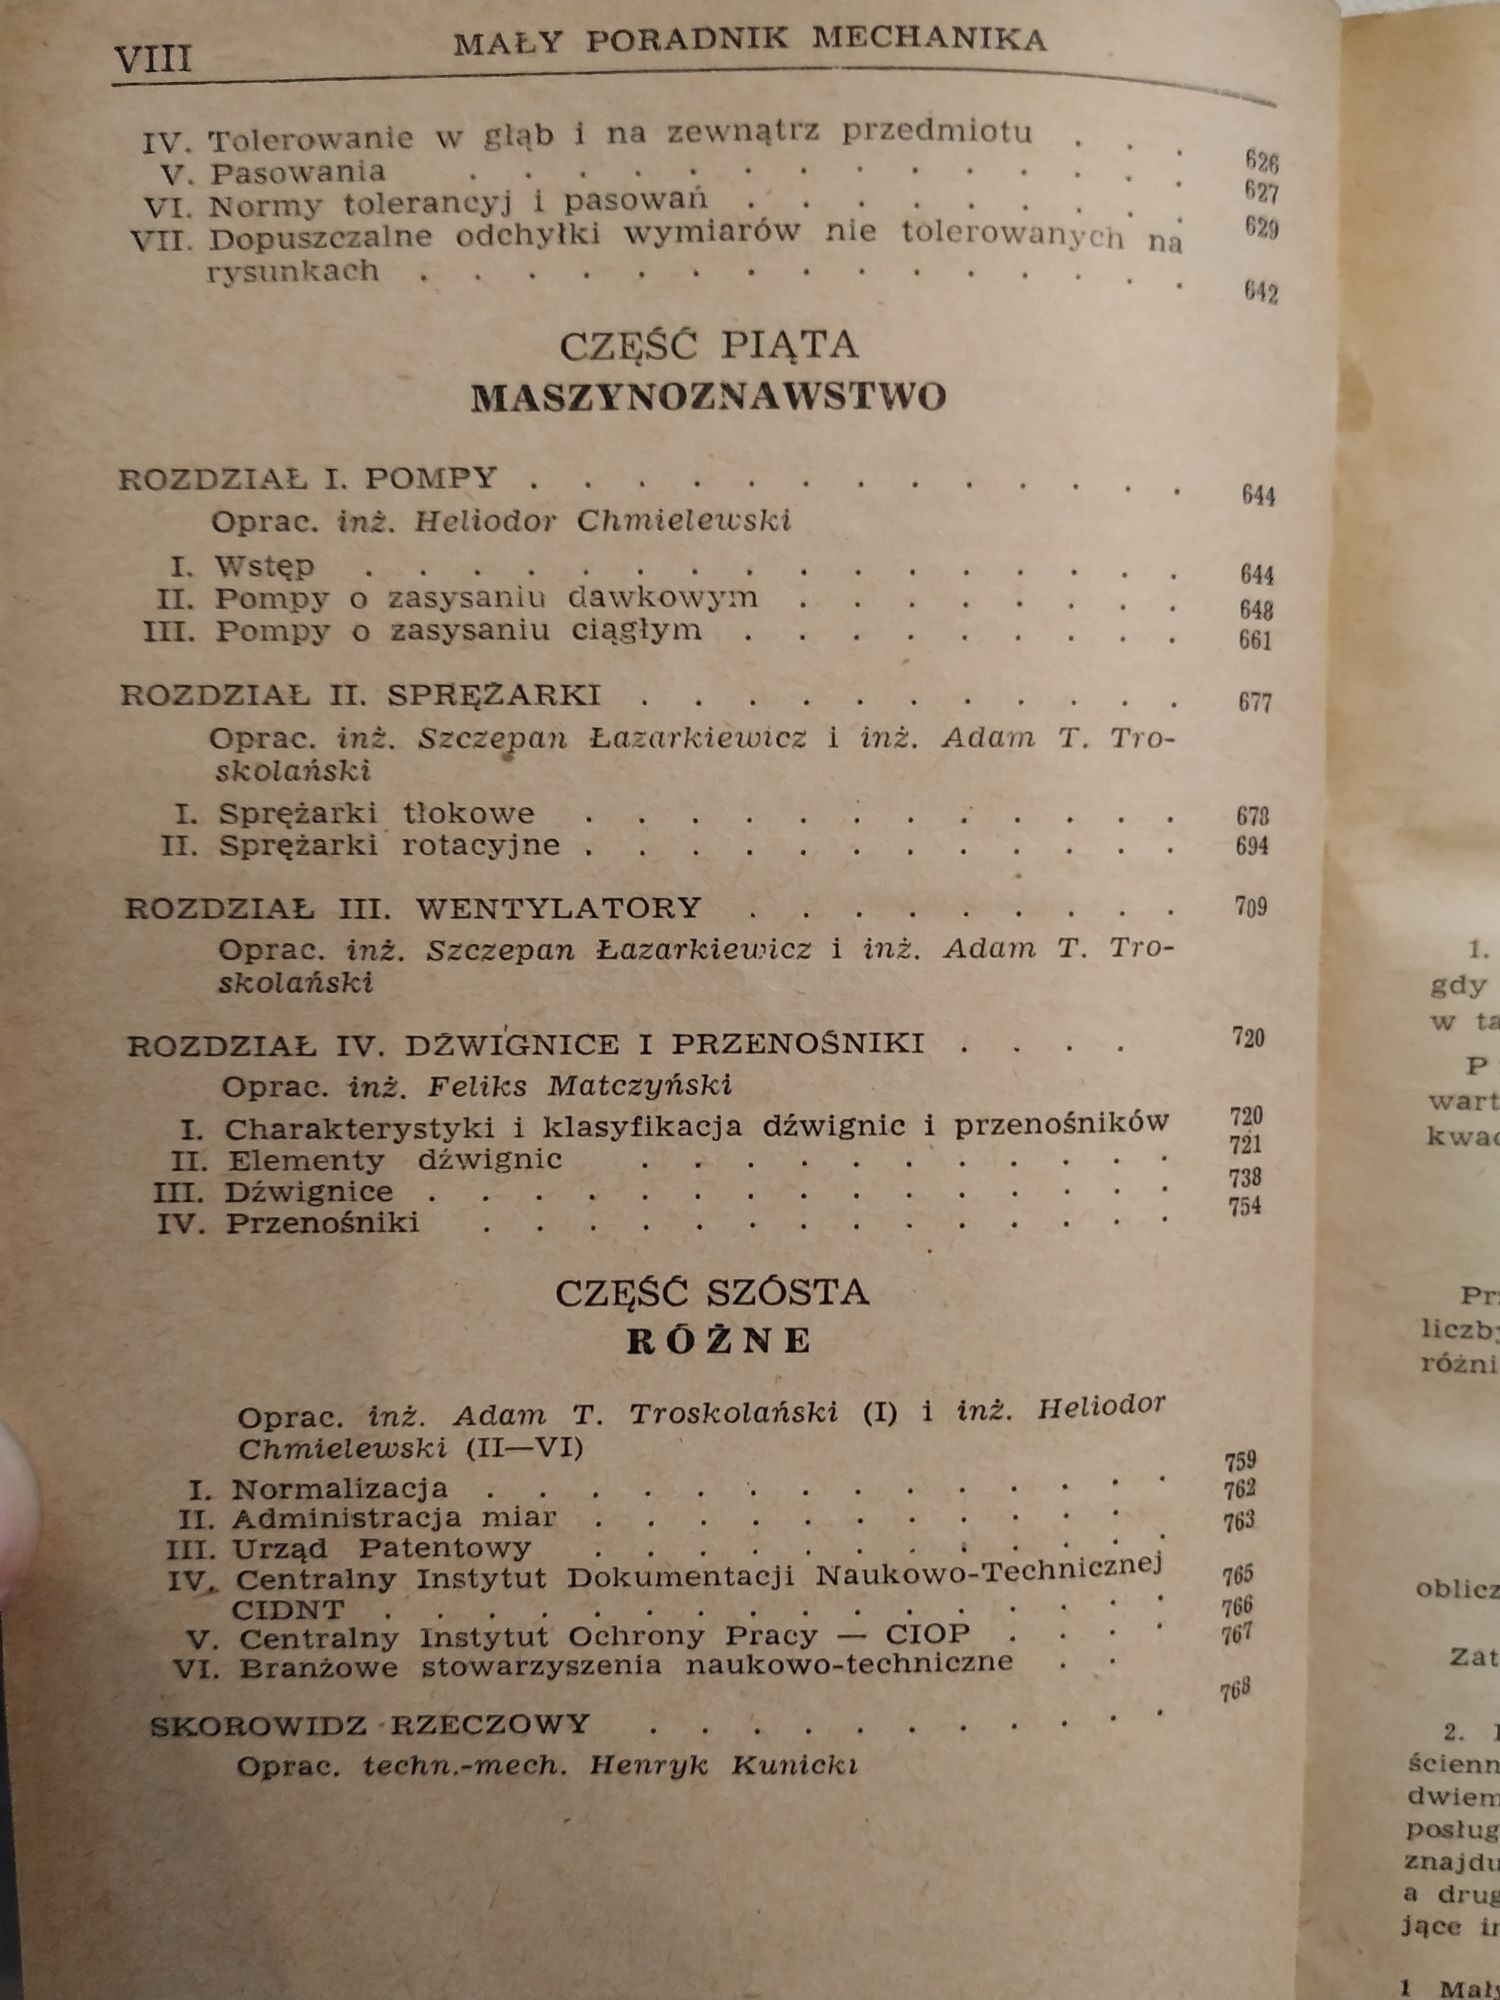 VIII MAŁY PORADNIK MECHANIKA
IV. Tolerowanie w głąb i na zewnątrz przedmiotu . . . 626
V. Pasowania . . . . . . . . . . . . . . 627
VI. Normy tolerancyj i pasowań . . . . . . . . . 629
VII. Dopuszczalne odchyłki wymiarów nie tolerowanych na
rysunkach . . . . . . . . . . . . . . . 642
CZĘŚĆ PIĄTA
MASZYNOZNAWSTWO
ROZDZIAŁ I. POMPY . . . . . . . . . . . . . 644
Oprac. inż. Heliodor Chmielewski
I. Wstęp . . . . . . . . . . . . . . . . 644
II. Pompy o zasysaniu dawkowym . . . . . . . . 648
III. Pompy o zasysaniu ciągłym . . . . . . . . . 661
ROZDZIAŁ II. SPRĘŻARKI . . . . . . . . . . . 677
Oprac. inż. Szczepan Łazarkiewicz i inż. Adam T. Tro-
skolański
I. Sprężarki tłokowe . . . . . . . . . . . . 678
II. Sprężarki rotacyjne . . . . . . . . . . . . 694
ROZDZIAŁ III. WENTYLATORY . . . . . . . . . 709
Oprac. inż. Szczepan Łazarkiewicz i inż. Adam T. Tro-
skolański
ROZDZIAŁ IV. DŹWIGNICE I PRZENOŚNIKI . . . . 720
Oprac. inż. Feliks Matczyński
I. Charakterystyki i klasyfikacja dźwignic i przenośników 720
II. Elementy dźwignic . . . . . . . . . . . 721
III. Dźwignice . . . . . . . . . . . . . . . 738
IV. Przenośniki . . . . . . . . . . . . . . 754
CZĘŚĆ SZÓSTA
RÓŻNE
Oprac. inż. Adam T. Troskolański (I) i inż. Heliodor
Chmielewski (II—VI)
I. Normalizacja . . . . . . . . . . . . . . 759
II. Administracja miar . . . . . . . . . . . 762
III. Urząd Patentowy . . . . . . . . . . . . 763
IV. Centralny Instytut Dokumentacji Naukowo-Technicznej
CIDNT . . . . . . . . . . . . . . . 765
V. Centralny Instytut Ochrony Pracy — CIOP . . . . 766
VI. Branżowe stowarzyszenia naukowo-techniczne . . 767
SKOROWIDZ RZECZOWY . . . . . . . . . . 768
Oprac. techn.-mech. Henryk Kunicki
1.
gdy
w
P
Zat
2.
a
jące
1